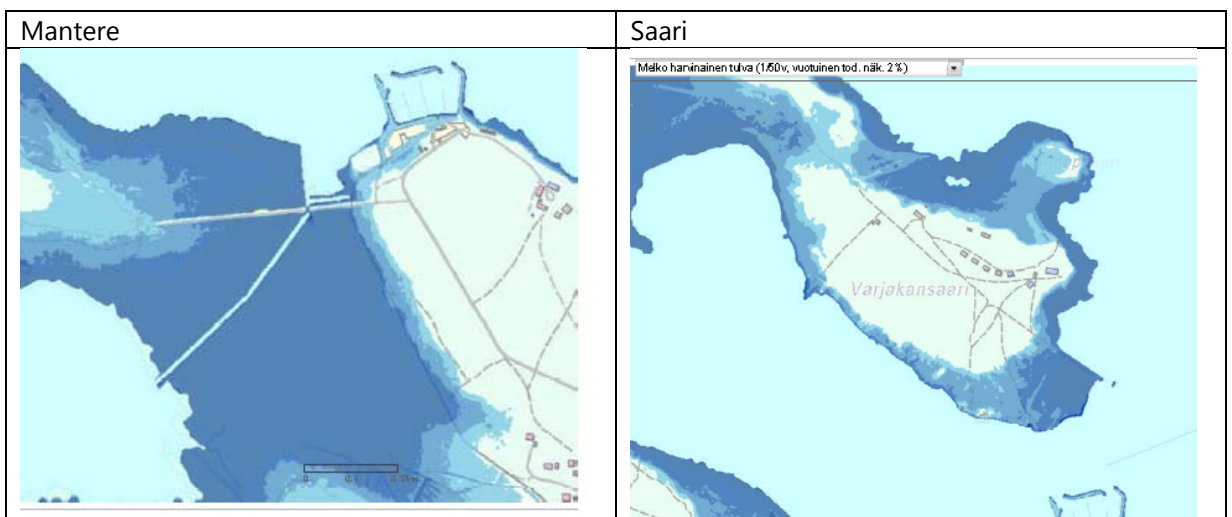 Mantere
Saari
Melko harvinainen tulva (1/50v, vuotuinen tod. näk. 2 %)
Varjakansaari